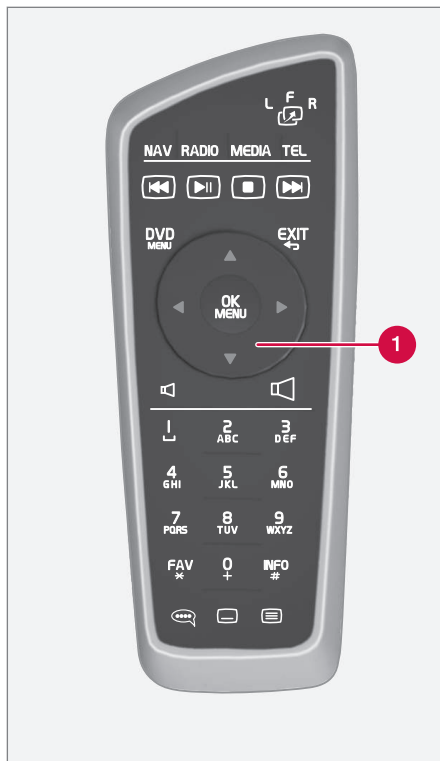 L F R
NAV RADIO MEDIA TEL
DVD EXIT
MENU
OK
MENU
1
1 2 3
ABC DEF
4 5 6
GHI JKL MNO
7 8 9
PQRS TUV WXYZ
FAV 0 INFO
* + #